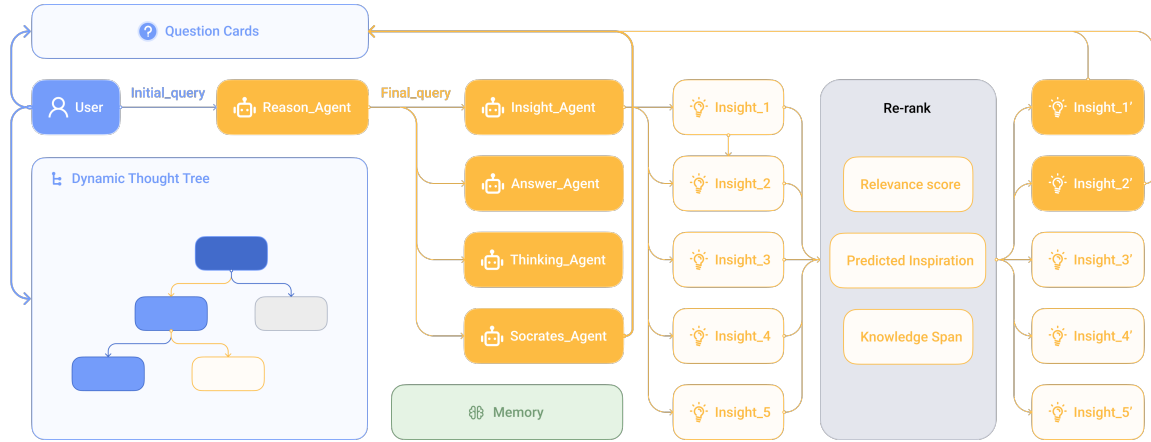 Question Cards
User
Initial_query
Reason_Agent
Final_query
Insight_Agent
Answer_Agent
Thinking_Agent
Socrates_Agent
Dynamic Thought Tree
Memory
Insight_1
Insight_2
Insight_3
Insight_4
Insight_5
Re-rank
Relevance score
Predicted Inspiration
Knowledge Span
Insight_1’
Insight_2’
Insight_3’
Insight_4’
Insight_5’